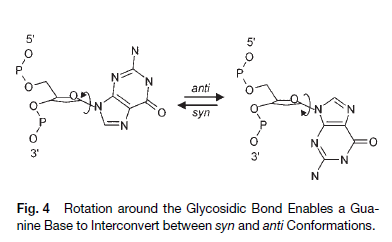 5'
O
P
O
O
O
P
O
3'
N
N
N
O
N
N
anti
syn
5'
O
P
O
O
O
P
O
3'
N
N
O
N
N
N
Fig. 4 Rotation around the Glycosidic Bond Enables a Gua-
nine Base to Interconvert between syn and anti Conformations.